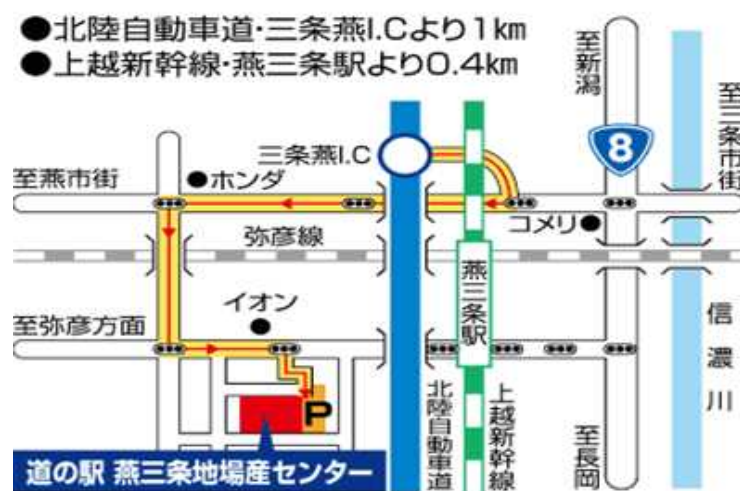 ●北陸自動車道･三条燕I.Cより1km
●上越新幹線･燕三条駅より0.4km
至新潟
至三条市街
8
三条燕I.C
至燕市街
●ホンダ
コメリ●
弥彦線
燕三条駅
イオン
至弥彦方面
信濃川
P
北陸自動車道
上越新幹線
至長岡
道の駅 燕三条地場産センター